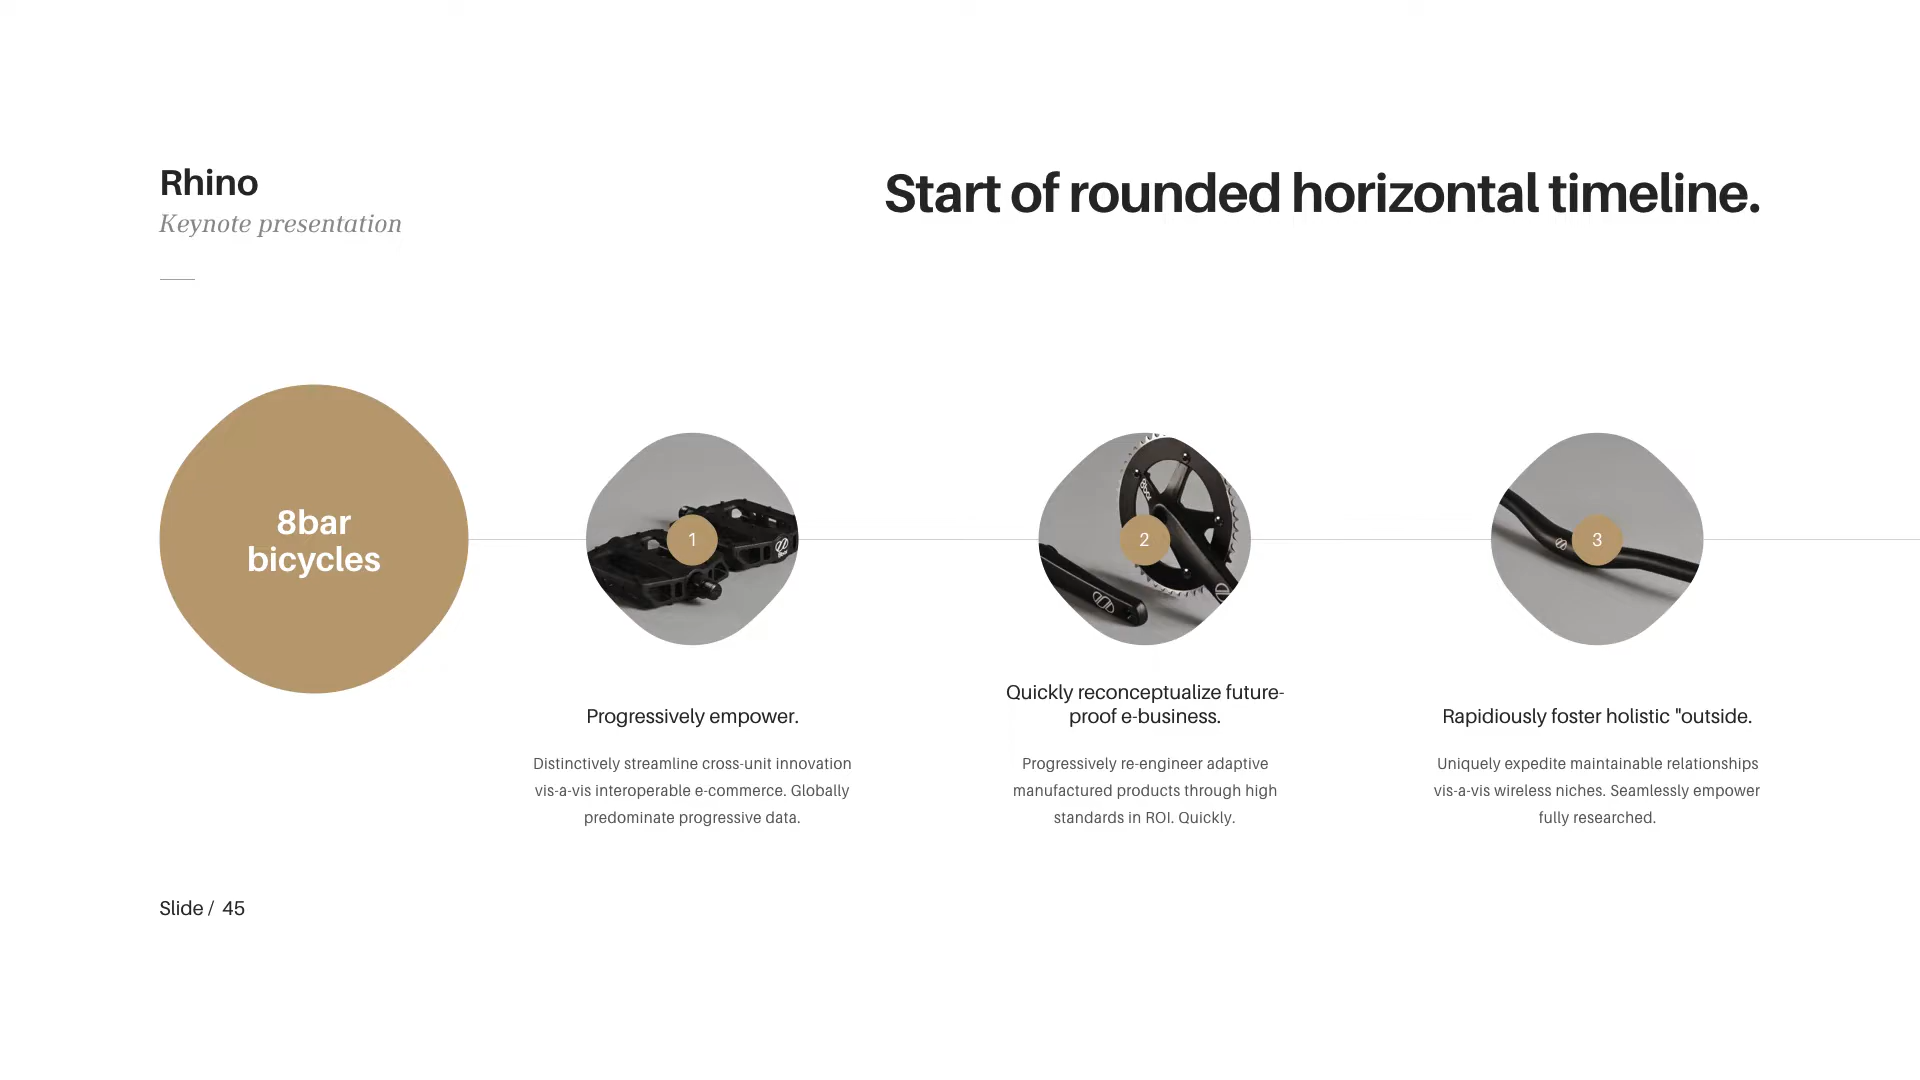 Rhino
Keynote presentation
Start of rounded horizontal timeline.
8bar
bicycles
1
2
3
Progressively empower.
Distinctively streamline cross-unit innovation
vis-a-vis interoperable e-commerce. Globally
predominate progressive data.
Quickly reconceptualize future-
proof e-business.
Progressively re-engineer adaptive
manufactured products through high
standards in ROI. Quickly.
Rapidiously foster holistic "outside.
Uniquely expedite maintainable relationships
vis-a-vis wireless niches. Seamlessly empower
fully researched.
Slide / 45